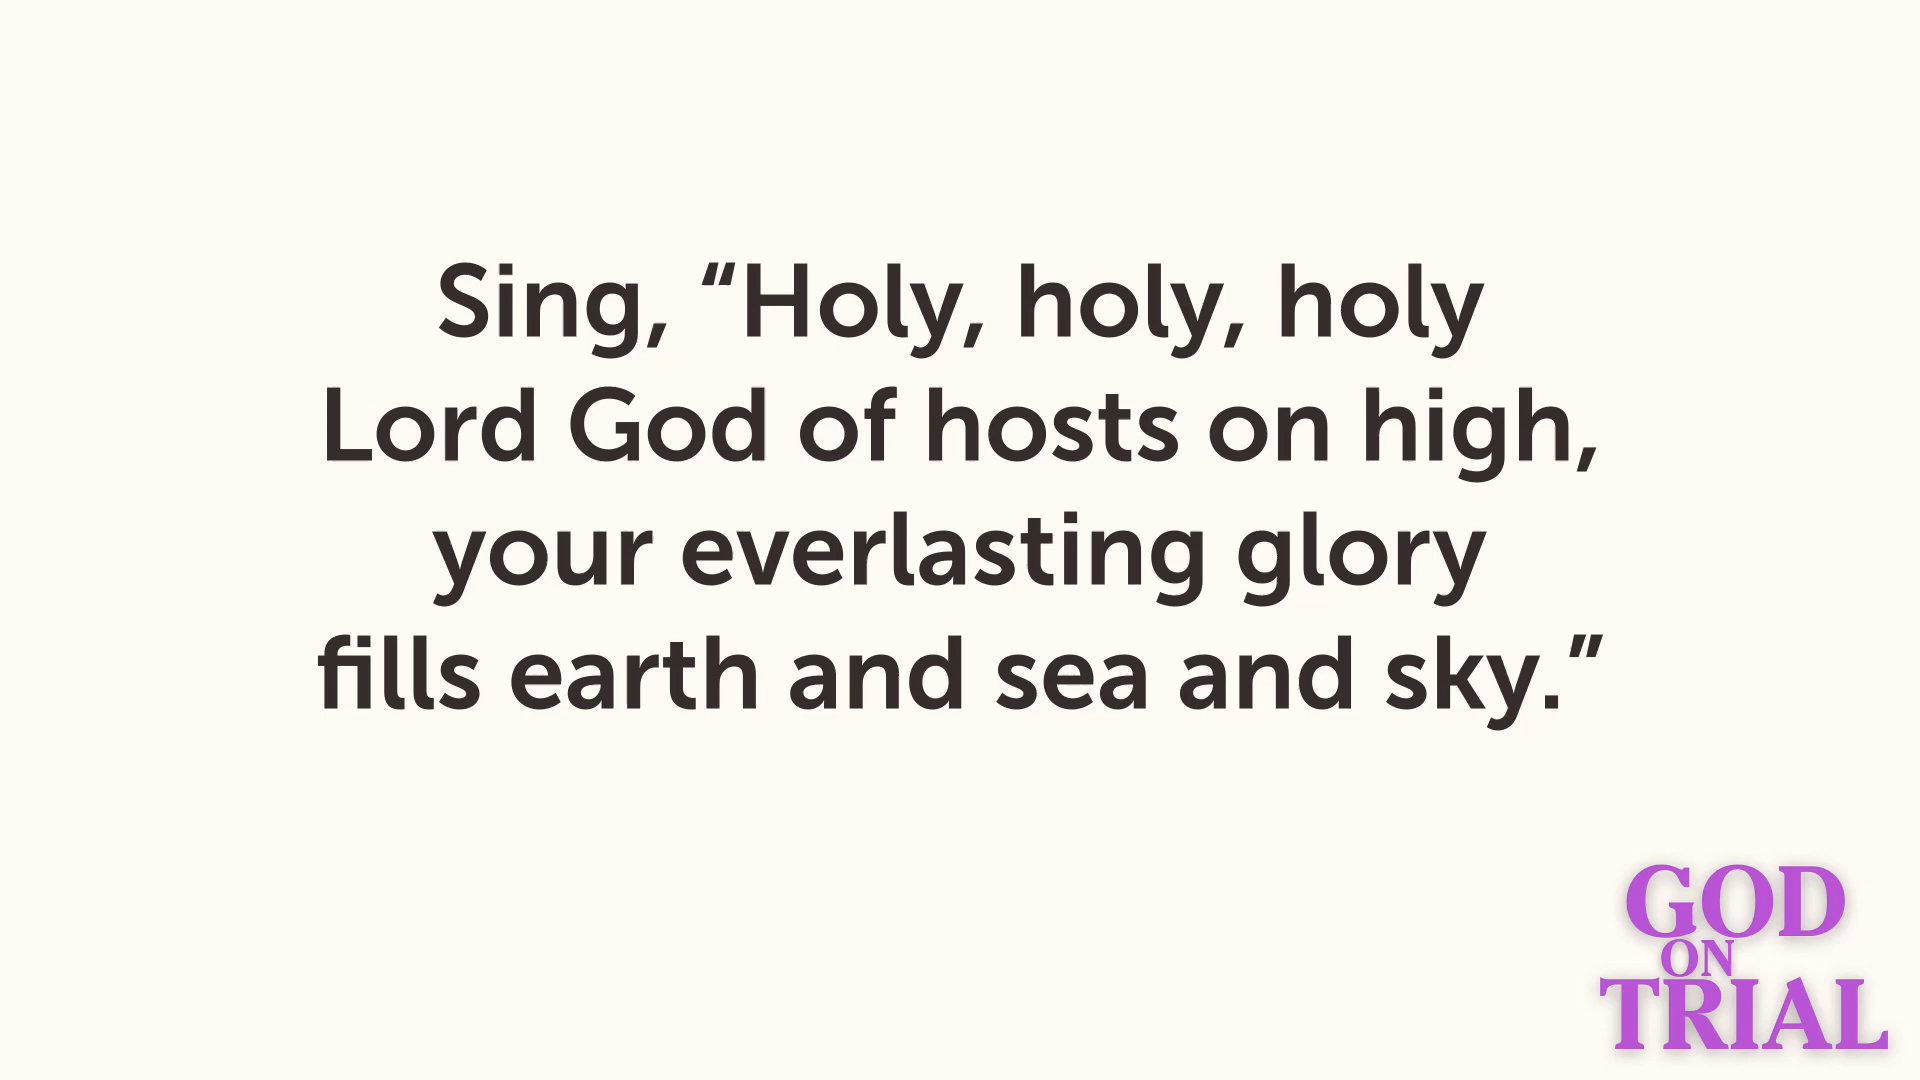 Sing, “Holy, holy, holy
Lord God of hosts on high,
your everlasting glory
fills earth and sea and sky.”
GOD
ON
TRIAL